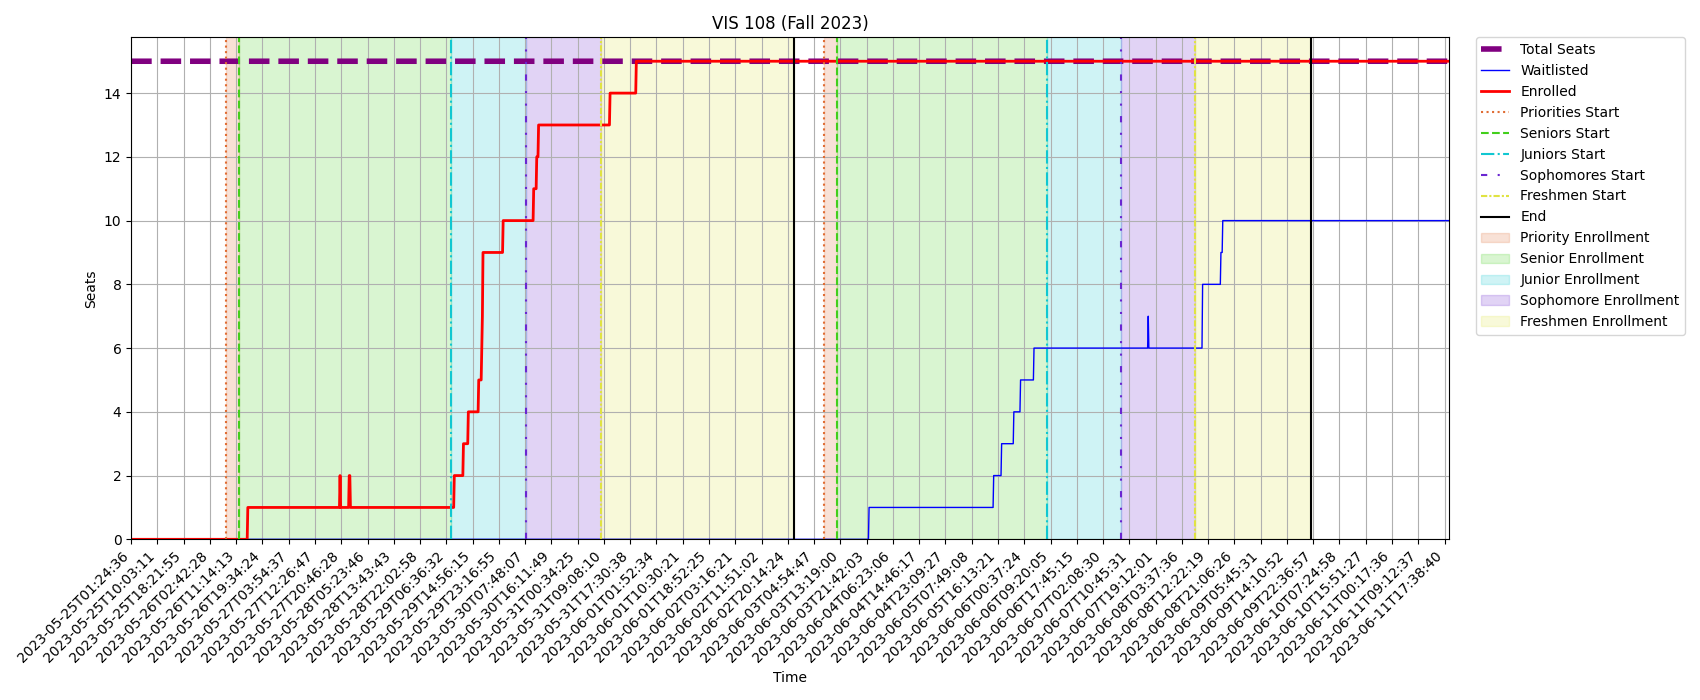 VIS 108 (Fall 2023)
Total Seats
Waitlisted
Enrolled
Priorities Start
Seniors Start
Juniors Start
Sophomores Start
Freshmen Start
End
Priority Enrollment
Senior Enrollment
Junior Enrollment
Sophomore Enrollment
Freshmen Enrollment
Seats
14
12
10
8
6
4
2
0
2023-05-25T01:24:36
2023-05-25T10:03:11
2023-05-25T18:21:55
2023-05-26T02:42:28
2023-05-26T11:14:13
2023-05-26T19:34:24
2023-05-27T03:54:37
2023-05-27T12:26:47
2023-05-27T20:46:28
2023-05-28T05:23:46
2023-05-28T13:43:43
2023-05-28T22:02:58
2023-05-29T06:36:32
2023-05-29T14:56:15
2023-05-29T23:16:55
2023-05-30T07:48:07
2023-05-30T16:11:49
2023-05-31T00:34:25
2023-05-31T09:08:10
2023-05-31T17:30:38
2023-06-01T01:52:34
2023-06-01T10:30:21
2023-06-01T18:52:25
2023-06-02T03:16:21
2023-06-02T11:51:02
2023-06-02T20:14:24
2023-06-03T04:54:47
2023-06-03T13:19:00
2023-06-03T21:42:03
2023-06-04T06:23:06
2023-06-04T14:46:17
2023-06-04T23:09:27
2023-06-05T07:49:08
2023-06-05T16:13:21
2023-06-06T00:37:24
2023-06-06T09:20:05
2023-06-06T17:45:15
2023-06-07T02:08:30
2023-06-07T10:45:31
2023-06-07T19:12:01
2023-06-08T03:37:36
2023-06-08T12:22:19
2023-06-08T21:06:26
2023-06-09T05:45:31
2023-06-09T14:10:52
2023-06-09T22:36:57
2023-06-10T07:24:58
2023-06-10T15:51:27
2023-06-11T00:17:36
2023-06-11T09:12:37
2023-06-11T17:38:40
Time